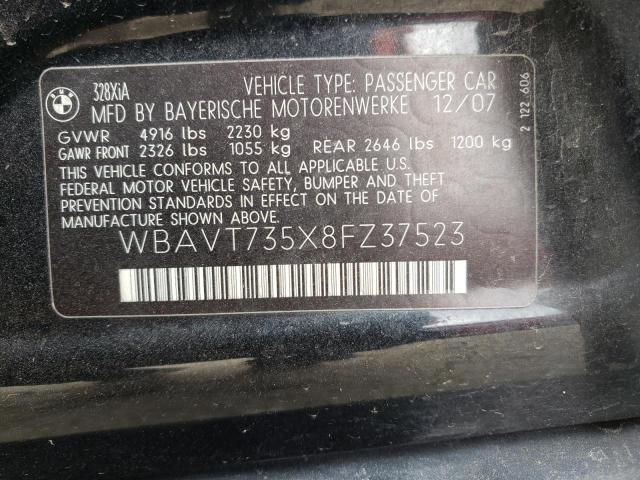 BMW
328XiA VEHICLE TYPE: PASSENGER CAR
MFD BY BAYERISCHE MOTORENWERKE 12/07
GVWR 4916 lbs 2230 kg
GAWR FRONT 2326 lbs 1055 kg REAR 2646 lbs 1200 kg
THIS VEHICLE CONFORMS TO ALL APPLICABLE U.S.
FEDERAL MOTOR VEHICLE SAFETY, BUMPER AND THEFT
PREVENTION STANDARDS IN EFFECT ON THE DATE OF
MANUFACTURE SHOWN ABOVE.
WBAVT735X8FZ37523
2 122 606